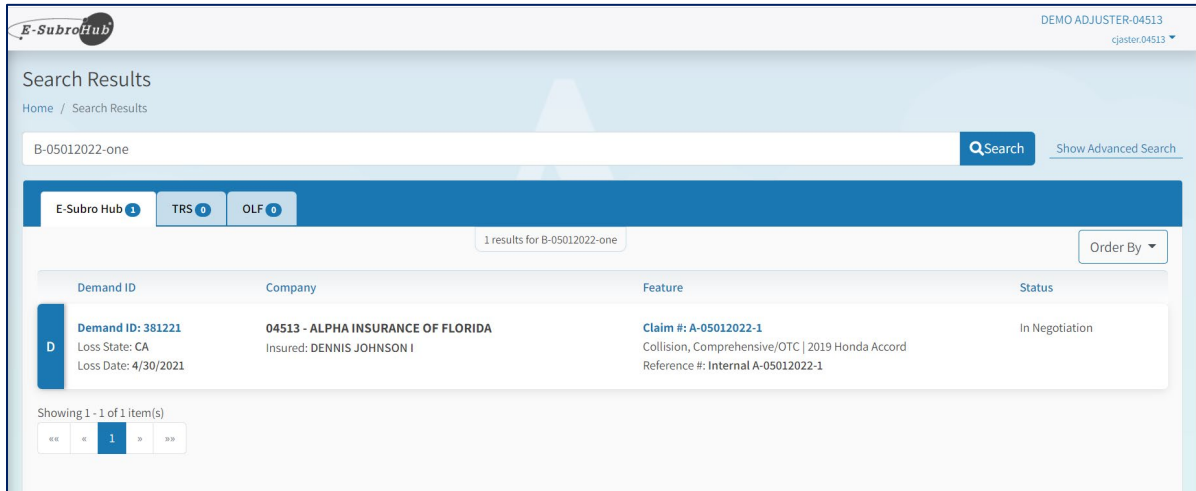 E-SubroHub
DEMO ADJUSTER-04513
cjaster.04513
Search Results
Home / Search Results
B-05012022-one
Search
Show Advanced Search
E-Subro Hub 1
TRS 0
OLF 0
1 results for B-05012022-one
Order By
Demand ID
Company
Feature
Status
D
Demand ID: 381221
Loss State: CA
Loss Date: 4/30/2021
04513 - ALPHA INSURANCE OF FLORIDA
Insured: DENNIS JOHNSON I
Claim #: A-05012022-1
Collision, Comprehensive/OTC | 2019 Honda Accord
Reference #: Internal A-05012022-1
In Negotiation
Showing 1 - 1 of 1 item(s)
«« « 1 » »»